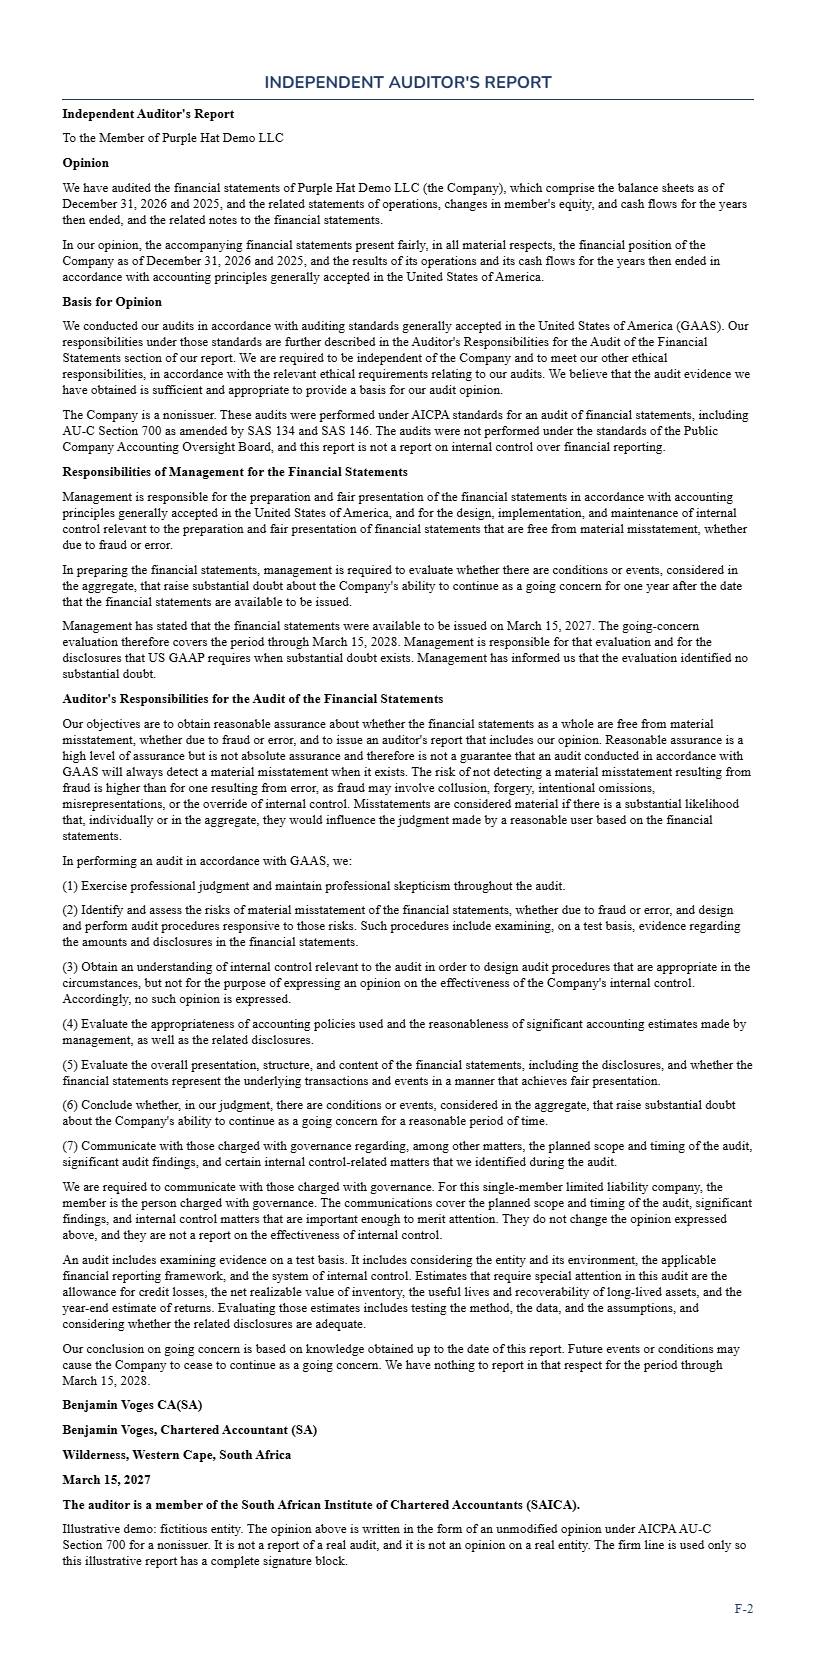 INDEPENDENT AUDITOR'S REPORT
Independent Auditor's Report
To the Member of Purple Hat Demo LLC
Opinion
We have audited the financial statements of Purple Hat Demo LLC (the Company), which comprise the balance sheets as of
December 31, 2026 and 2025, and the related statements of operations, changes in member's equity, and cash flows for the years
then ended, and the related notes to the financial statements.
In our opinion, the accompanying financial statements present fairly, in all material respects, the financial position of the
Company as of December 31, 2026 and 2025, and the results of its operations and its cash flows for the years then ended in
accordance with accounting principles generally accepted in the United States of America.
Basis for Opinion
We conducted our audits in accordance with auditing standards generally accepted in the United States of America (GAAS). Our
responsibilities under those standards are further described in the Auditor's Responsibilities for the Audit of the Financial
Statements section of our report. We are required to be independent of the Company and to meet our other ethical
responsibilities, in accordance with the relevant ethical requirements relating to our audits. We believe that the audit evidence we
have obtained is sufficient and appropriate to provide a basis for our audit opinion.
The Company is a nonissuer. These audits were performed under AICPA standards for an audit of financial statements, including
AU-C Section 700 as amended by SAS 134 and SAS 146. The audits were not performed under the standards of the Public
Company Accounting Oversight Board, and this report is not a report on internal control over financial reporting.
Responsibilities of Management for the Financial Statements
Management is responsible for the preparation and fair presentation of the financial statements in accordance with accounting
principles generally accepted in the United States of America, and for the design, implementation, and maintenance of internal
control relevant to the preparation and fair presentation of financial statements that are free from material misstatement, whether
due to fraud or error.
In preparing the financial statements, management is required to evaluate whether there are conditions or events, considered in
the aggregate, that raise substantial doubt about the Company's ability to continue as a going concern for one year after the date
that the financial statements are available to be issued.
Management has stated that the financial statements were available to be issued on March 15, 2027. The going-concern
evaluation therefore covers the period through March 15, 2028. Management is responsible for that evaluation and for the
disclosures that US GAAP requires when substantial doubt exists. Management has informed us that the evaluation identified no
substantial doubt.
Auditor's Responsibilities for the Audit of the Financial Statements
Our objectives are to obtain reasonable assurance about whether the financial statements as a whole are free from material
misstatement, whether due to fraud or error, and to issue an auditor's report that includes our opinion. Reasonable assurance is a
high level of assurance but is not absolute assurance and therefore is not a guarantee that an audit conducted in accordance with
GAAS will always detect a material misstatement when it exists. The risk of not detecting a material misstatement resulting from
fraud is higher than for one resulting from error, as fraud may involve collusion, forgery, intentional omissions,
misrepresentations, or the override of internal control. Misstatements are considered material if there is a substantial likelihood
that, individually or in the aggregate, they would influence the judgment made by a reasonable user based on the financial
statements.
In performing an audit in accordance with GAAS, we:
(1) Exercise professional judgment and maintain professional skepticism throughout the audit.
(2) Identify and assess the risks of material misstatement of the financial statements, whether due to fraud or error, and design
and perform audit procedures responsive to those risks. Such procedures include examining, on a test basis, evidence regarding
the amounts and disclosures in the financial statements.
(3) Obtain an understanding of internal control relevant to the audit in order to design audit procedures that are appropriate in the
circumstances, but not for the purpose of expressing an opinion on the effectiveness of the Company's internal control.
Accordingly, no such opinion is expressed.
(4) Evaluate the appropriateness of accounting policies used and the reasonableness of significant accounting estimates made by
management, as well as the related disclosures.
(5) Evaluate the overall presentation, structure, and content of the financial statements, including the disclosures, and whether the
financial statements represent the underlying transactions and events in a manner that achieves fair presentation.
(6) Conclude whether, in our judgment, there are conditions or events, considered in the aggregate, that raise substantial doubt
about the Company's ability to continue as a going concern for a reasonable period of time.
(7) Communicate with those charged with governance regarding, among other matters, the planned scope and timing of the audit,
significant audit findings, and certain internal control-related matters that we identified during the audit.
We are required to communicate with those charged with governance. For this single-member limited liability company, the
member is the person charged with governance. The communications cover the planned scope and timing of the audit, significant
findings, and internal control matters that are important enough to merit attention. They do not change the opinion expressed
above, and they are not a report on the effectiveness of internal control.
An audit includes examining evidence on a test basis. It includes considering the entity and its environment, the applicable
financial reporting framework, and the system of internal control. Estimates that require special attention in this audit are the
allowance for credit losses, the net realizable value of inventory, the useful lives and recoverability of long-lived assets, and the
year-end estimate of returns. Evaluating those estimates includes testing the method, the data, and the assumptions, and
considering whether the related disclosures are adequate.
Our conclusion on going concern is based on knowledge obtained up to the date of this report. Future events or conditions may
cause the Company to cease to continue as a going concern. We have nothing to report in that respect for the period through
March 15, 2028.
Benjamin Voges CA(SA)
Benjamin Voges, Chartered Accountant (SA)
Wilderness, Western Cape, South Africa
March 15, 2027
The auditor is a member of the South African Institute of Chartered Accountants (SAICA).
Illustrative demo: fictitious entity. The opinion above is written in the form of an unmodified opinion under AICPA AU-C
Section 700 for a nonissuer. It is not a report of a real audit, and it is not an opinion on a real entity. The firm line is used only so
this illustrative report has a complete signature block.
F-2